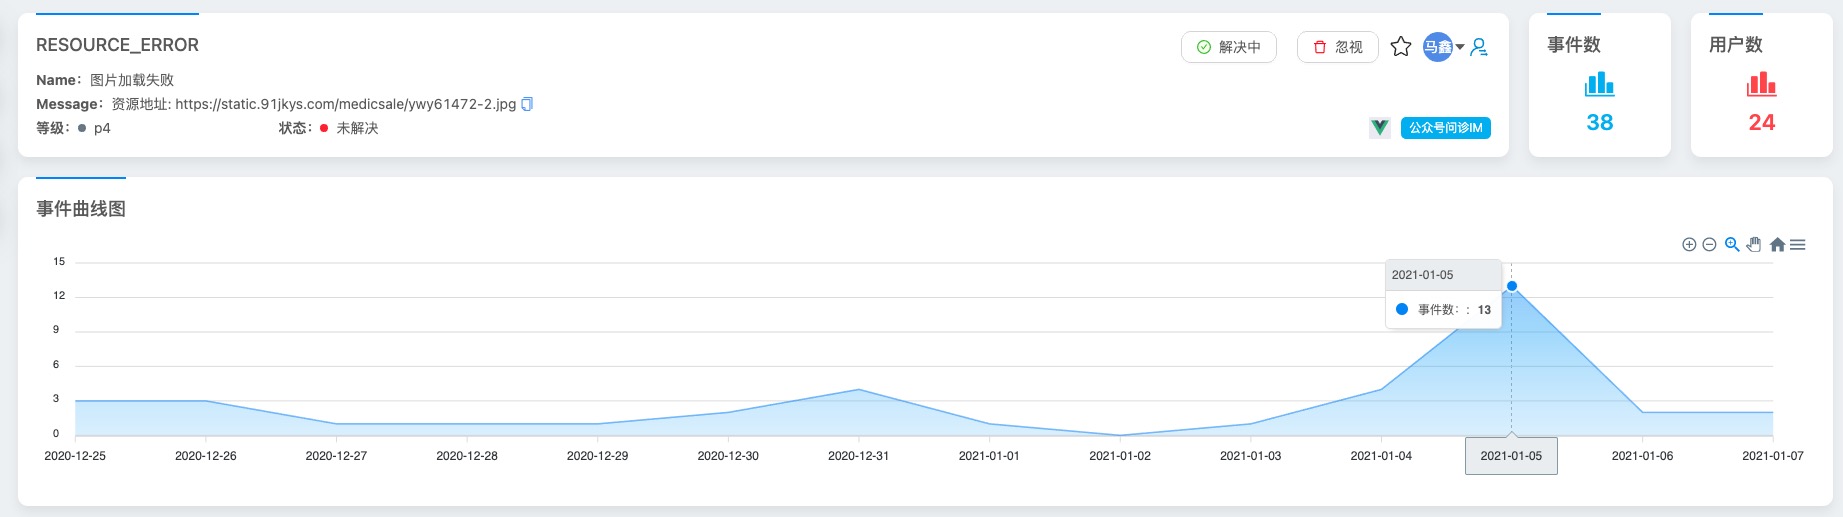 RESOURCE_ERROR
解决中
忽视
马鑫
Name：图片加载失败
Message：资源地址: https://static.91jkys.com/medicsale/ywy61472-2.jpg
等级： p4
状态： 未解决
公众号问诊IM
事件数
38
用户数
24
事件曲线图
15
12
9
6
3
0
2021-01-05
事件数：: 13
2020-12-25 2020-12-26 2020-12-27 2020-12-28 2020-12-29 2020-12-30 2020-12-31 2021-01-01 2021-01-02 2021-01-03 2021-01-04 2021-01-05 2021-01-06 2021-01-07